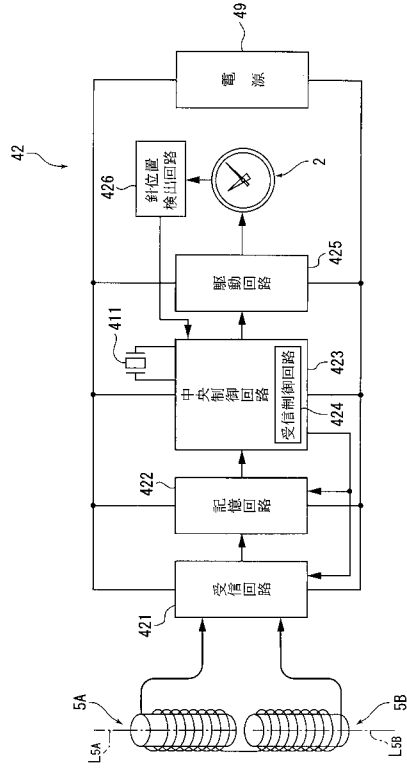 42
49
電源
426
針位置
検出回路
2
411
駆動回路
425
中央制御回路
423
受信制御回路
424
422
記憶回路
421
受信回路
5A
5B
L5A
L5B